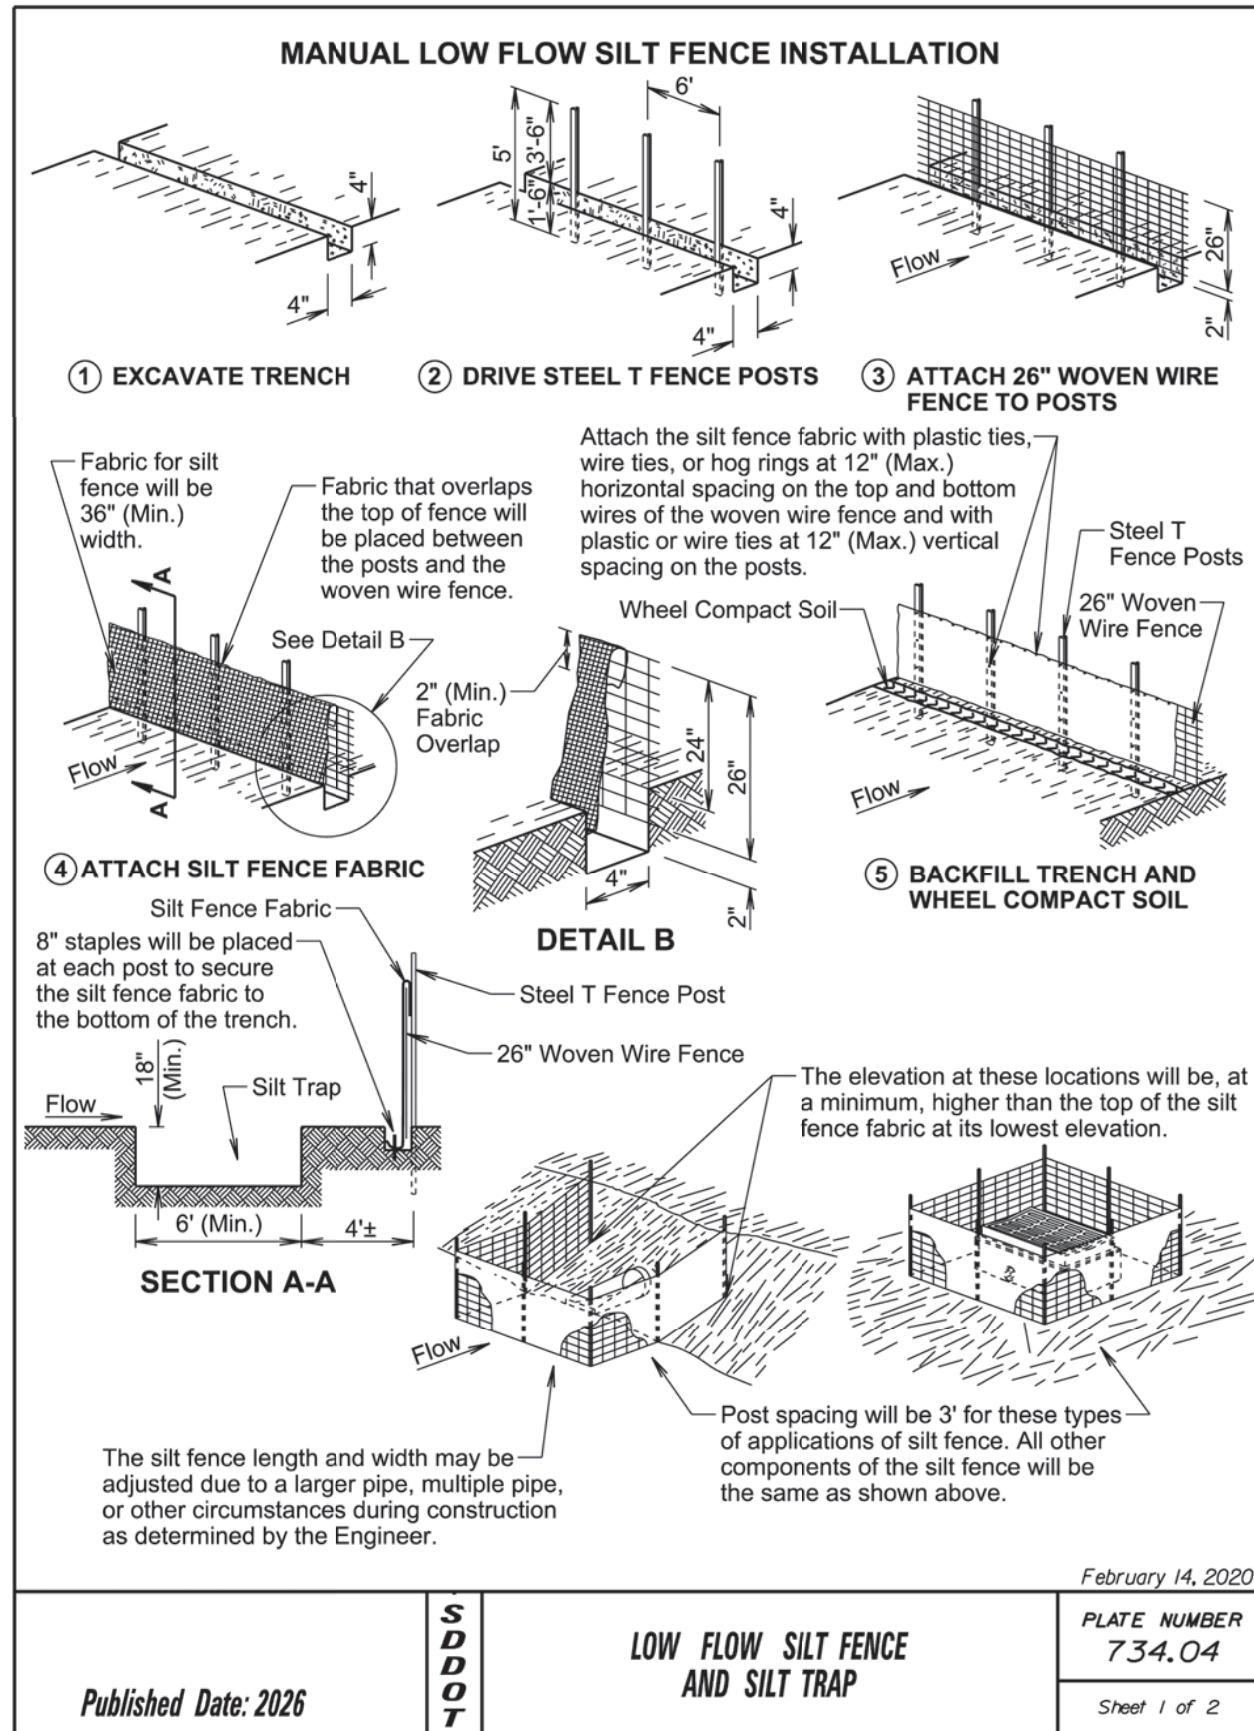 MANUAL LOW FLOW SILT FENCE INSTALLATION
4"
4"
1 EXCAVATE TRENCH
5'
3'-6"
1'-6"
6'
4"
4"
2 DRIVE STEEL T FENCE POSTS
Flow
26"
2"
3 ATTACH 26" WOVEN WIRE
FENCE TO POSTS
Fabric for silt
fence will be
36" (Min.)
width.
Fabric that overlaps
the top of fence will
be placed between
the posts and the
woven wire fence.
See Detail B
A
A
Flow
4 ATTACH SILT FENCE FABRIC
2" (Min.)
Fabric
Overlap
24"
26"
4"
2"
DETAIL B
Attach the silt fence fabric with plastic ties,
wire ties, or hog rings at 12" (Max.)
horizontal spacing on the top and bottom
wires of the woven wire fence and with
plastic or wire ties at 12" (Max.) vertical
spacing on the posts.
Steel T
Fence Posts
Wheel Compact Soil
26" Woven
Wire Fence
Flow
5 BACKFILL TRENCH AND
WHEEL COMPACT SOIL
Silt Fence Fabric
8" staples will be placed
at each post to secure
the silt fence fabric to
the bottom of the trench.
Steel T Fence Post
26" Woven Wire Fence
18"
(Min.)
Silt Trap
Flow
6' (Min.)
4'±
SECTION A-A
The elevation at these locations will be, at
a minimum, higher than the top of the silt
fence fabric at its lowest elevation.
Flow
Post spacing will be 3' for these types
of applications of silt fence. All other
components of the silt fence will be
the same as shown above.
The silt fence length and width may be
adjusted due to a larger pipe, multiple pipe,
or other circumstances during construction
as determined by the Engineer.
February 14, 2020
Published Date: 2026
SDDOT
LOW FLOW SILT FENCE
AND SILT TRAP
PLATE NUMBER
734.04
Sheet 1 of 2